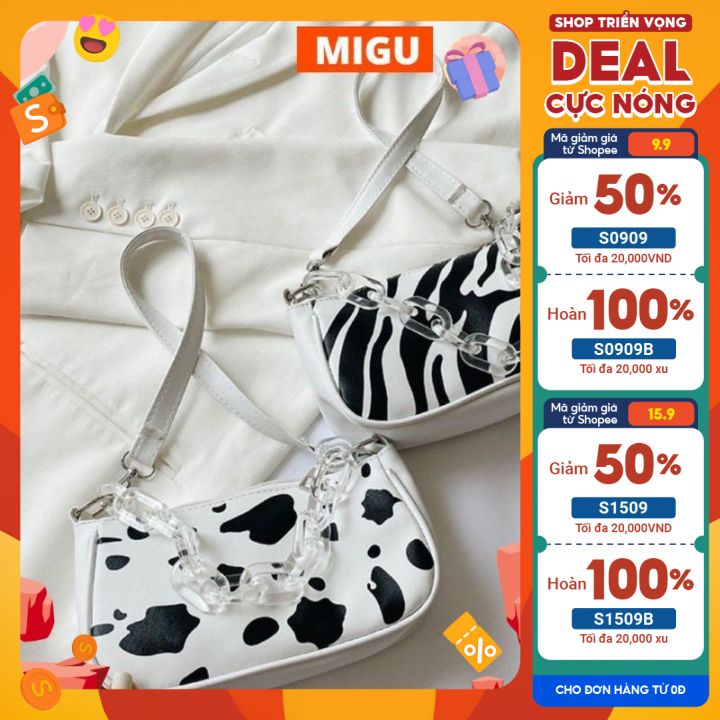 MIGU
S
SHOP TRIỂN VỌNG
DEAL
CỰC NÓNG
Mã giảm giá
từ Shopee
9.9
Giảm 50%
S0909
Tối đa 20,000VND
Hoàn 100%
S0909B
Tối đa 20,000 xu
Mã giảm giá
từ Shopee
15.9
Giảm 50%
S1509
Tối đa 20,000VND
Hoàn 100%
S1509B
Tối đa 20,000 xu
CHO ĐƠN HÀNG TỪ 0Đ